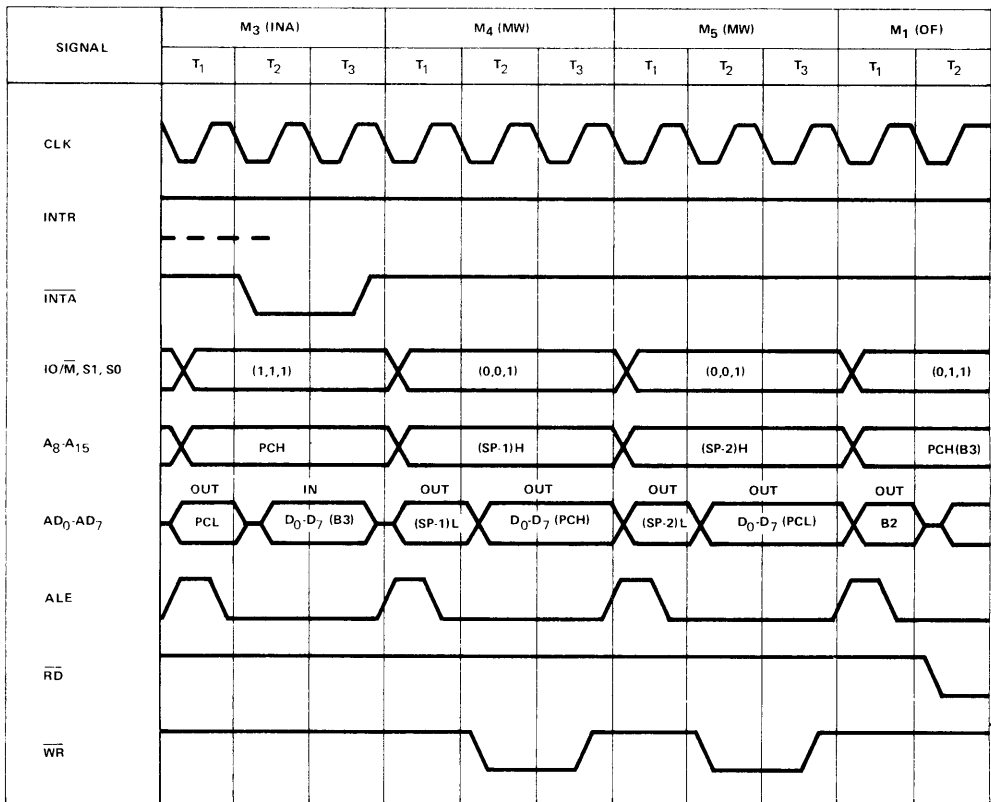 SIGNAL
M3 (INA) M4 (MW) M5 (MW) M1 (OF)
T1 T2 T3 T1 T2 T3 T1 T2 T3 T1 T2
CLK
INTR
INTA
IO/M, S1, S0 (1,1,1) (0,0,1) (0,0,1) (0,1,1)
A8-A15 PCH (SP-1)H (SP-2)H PCH(B3)
OUT IN OUT OUT OUT OUT OUT
AD0-AD7 PCL D0-D7 (B3) (SP-1)L D0-D7 (PCH) (SP-2)L D0-D7 (PCL) B2
ALE
RD
WR